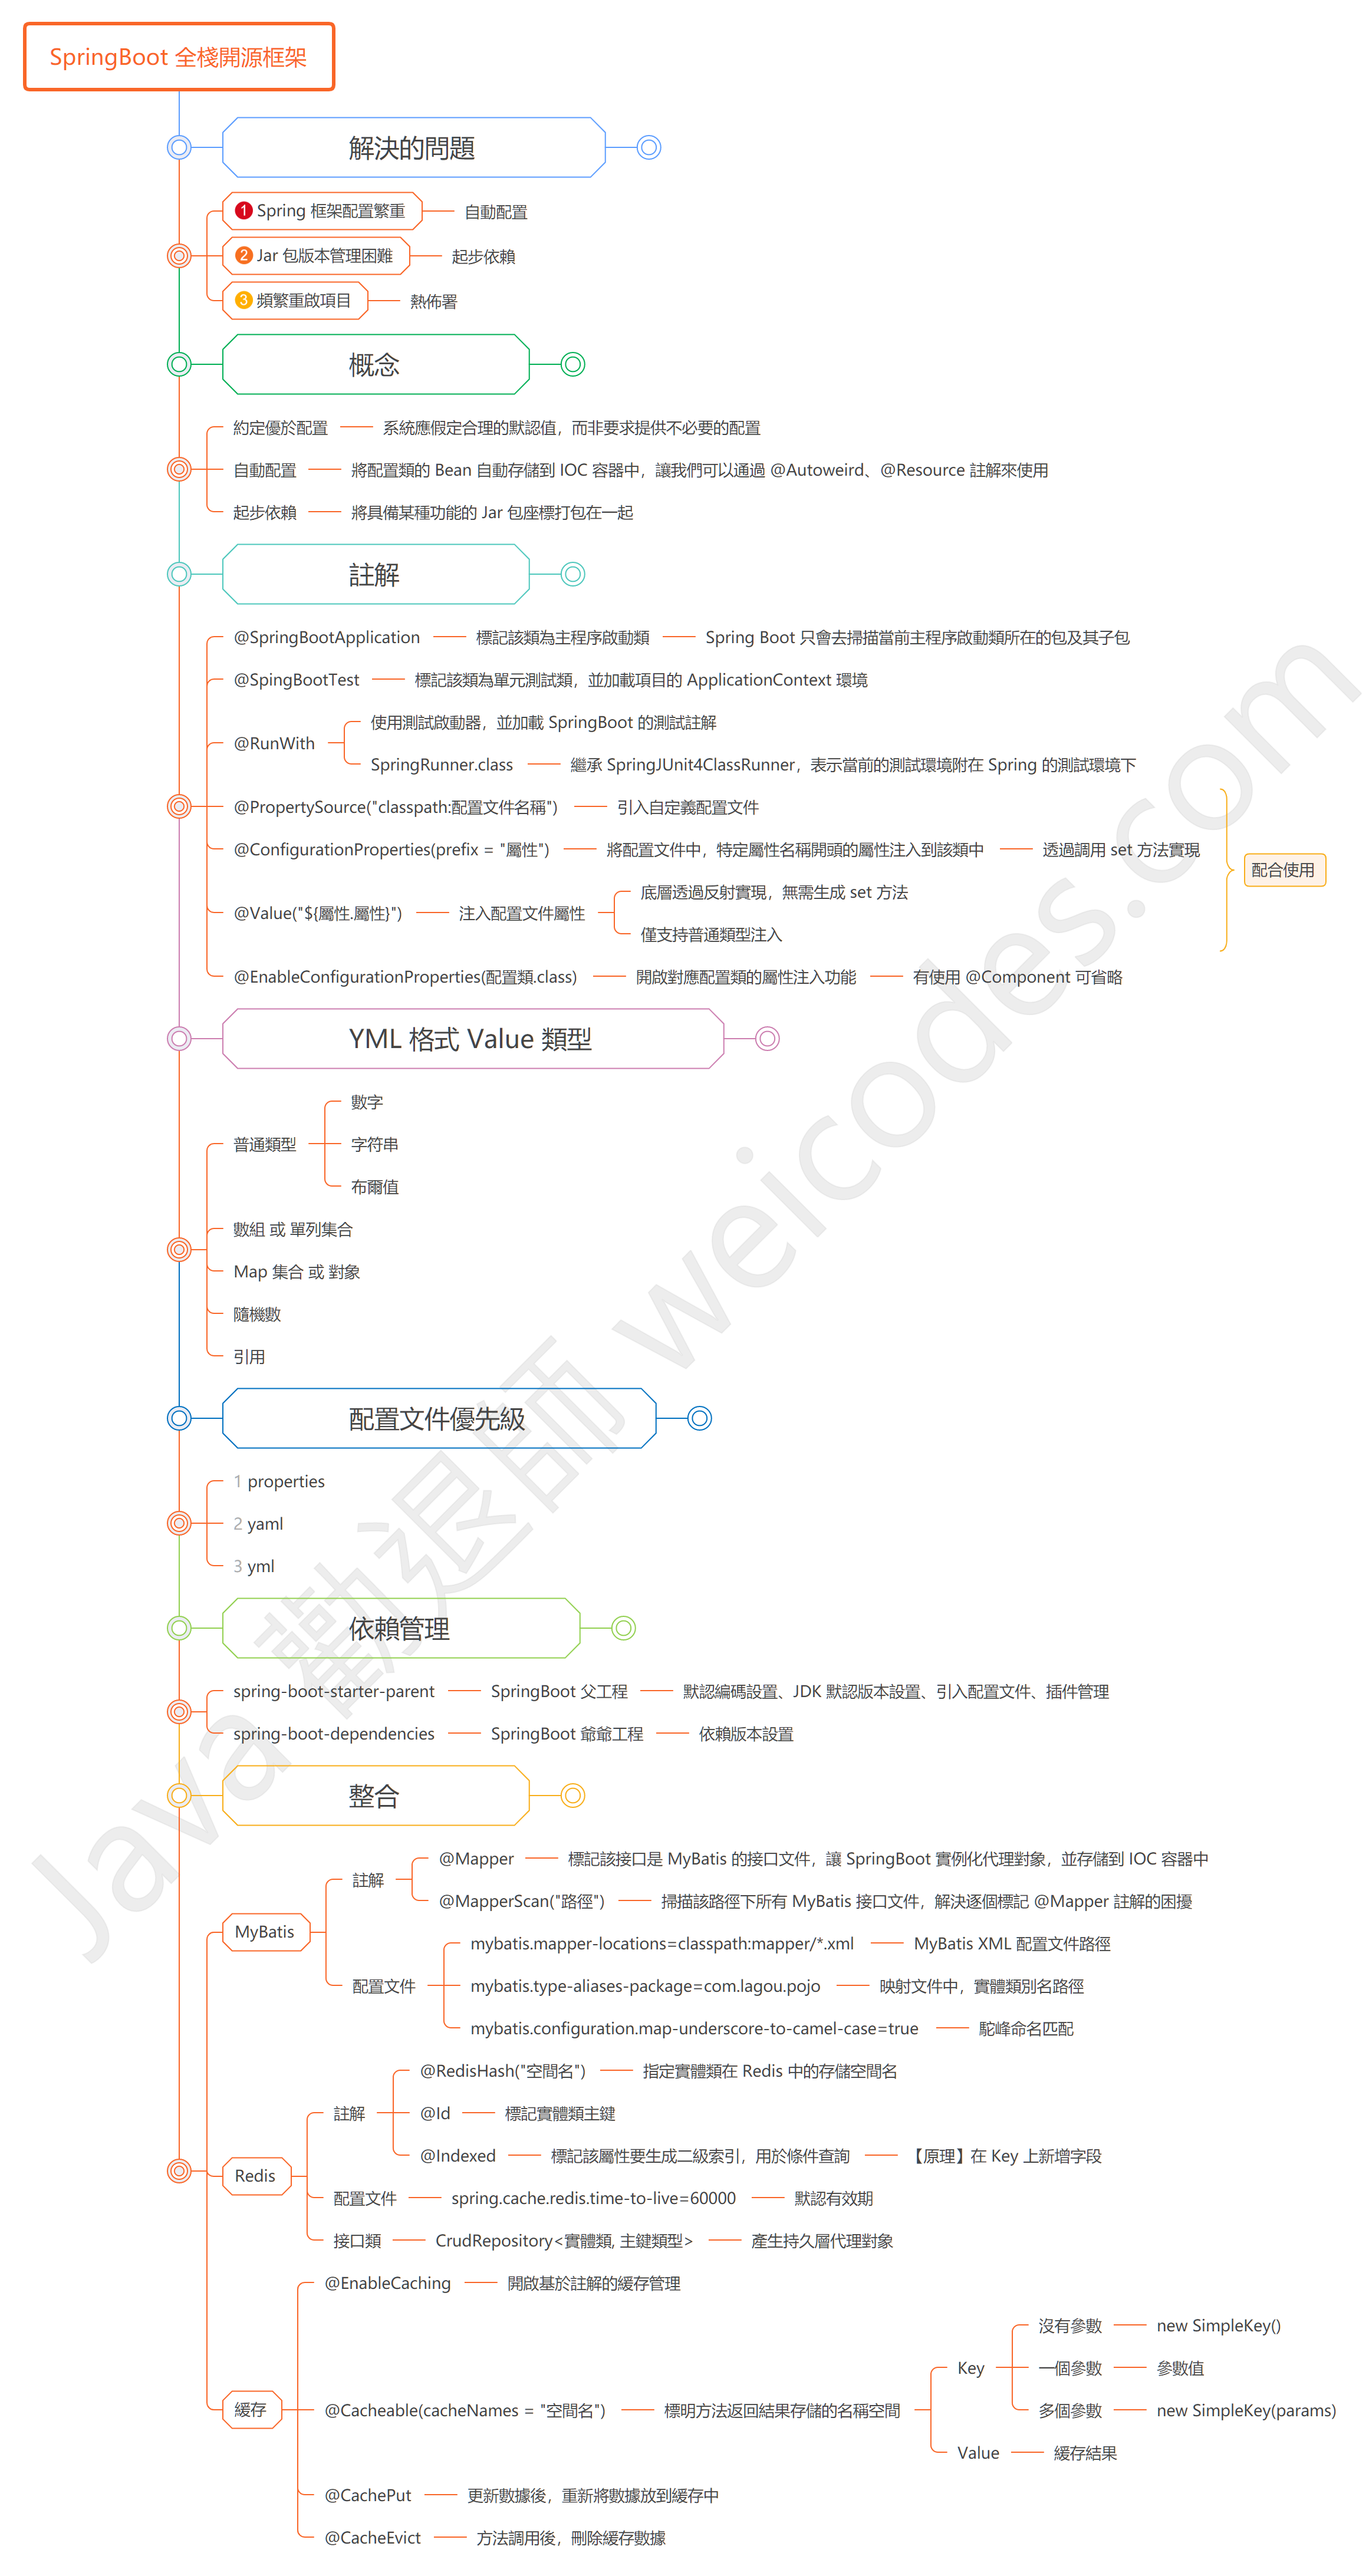 SpringBoot 全棧開源框架
解決的問題
1 Spring 框架配置繁重 自動配置
2 Jar 包版本管理困難 起步依賴
3 頻繁重啟項目 熱佈署
概念
約定優於配置 系統應假定合理的默認值，而非要求提供不必要的配置
自動配置 將配置類的 Bean 自動存儲到 IOC 容器中，讓我們可以通過 @Autoweird、@Resource 註解來使用
起步依賴 將具備某種功能的 Jar 包座標打包在一起
註解
@SpringBootApplication 標記該類為主程序啟動類 Spring Boot 只會去掃描當前主程序啟動類所在的包及其子包
@SpingBootTest 標記該類為單元測試類，並加載項目的 ApplicationContext 環境
@RunWith
使用測試啟動器，並加載 SpringBoot 的測試註解
SpringRunner.class 繼承 SpringJUnit4ClassRunner，表示當前的測試環境附在 Spring 的測試環境下
@PropertySource("classpath:配置文件名稱") 引入自定義配置文件
@ConfigurationProperties(prefix = "屬性") 將配置文件中，特定屬性名稱開頭的屬性注入到該類中 透過調用 set 方法實現
配合使用
@Value("${屬性.屬性}") 注入配置文件屬性
底層透過反射實現，無需生成 set 方法
僅支持普通類型注入
@EnableConfigurationProperties(配置類.class) 開啟對應配置類的屬性注入功能 有使用 @Component 可省略
YML 格式 Value 類型
普通類型
數字
字符串
布爾值
數組 或 單列集合
Map 集合 或 對象
隨機數
引用
配置文件優先級
1 properties
2 yaml
3 yml
依賴管理
spring-boot-starter-parent SpringBoot 父工程 默認編碼設置、JDK 默認版本設置、引入配置文件、插件管理
spring-boot-dependencies SpringBoot 爺爺工程 依賴版本設置
整合
MyBatis
註解
@Mapper 標記該接口是 MyBatis 的接口文件，讓 SpringBoot 實例化代理對象，並存儲到 IOC 容器中
@MapperScan("路徑") 掃描該路徑下所有 MyBatis 接口文件，解決逐個標記 @Mapper 註解的困擾
配置文件
mybatis.mapper-locations=classpath:mapper/*.xml MyBatis XML 配置文件路徑
mybatis.type-aliases-package=com.lagou.pojo 映射文件中，實體類別名路徑
mybatis.configuration.map-underscore-to-camel-case=true 駝峰命名匹配
Redis
註解
@RedisHash("空間名") 指定實體類在 Redis 中的存儲空間名
@Id 標記實體類主鍵
@Indexed 標記該屬性要生成二級索引，用於條件查詢 【原理】在 Key 上新增字段
配置文件 spring.cache.redis.time-to-live=60000 默認有效期
接口類 CrudRepository<實體類, 主鍵類型> 產生持久層代理對象
緩存
@EnableCaching 開啟基於註解的緩存管理
@Cacheable(cacheNames = "空間名") 標明方法返回結果存儲的名稱空間
Key
沒有參數 new SimpleKey()
一個參數 參數值
多個參數 new SimpleKey(params)
Value 緩存結果
@CachePut 更新數據後，重新將數據放到緩存中
@CacheEvict 方法調用後，刪除緩存數據
Java 勸退師 weicodes.com